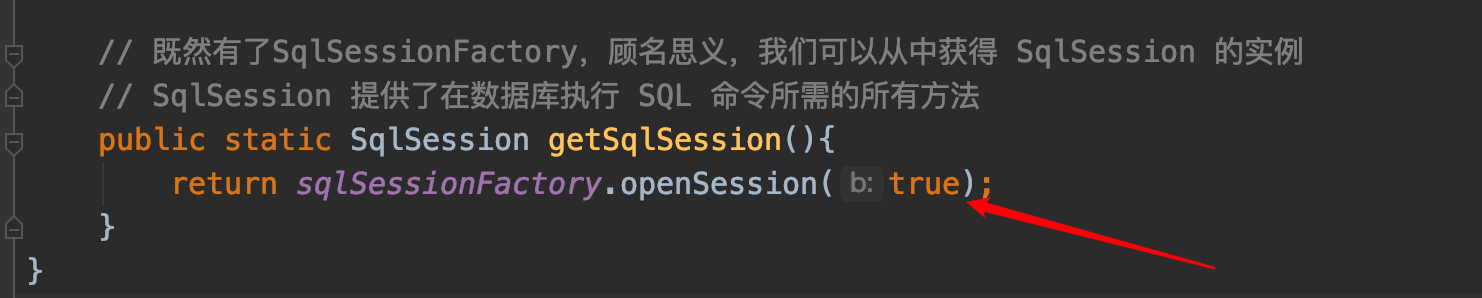 // 既然有了SqlSessionFactory，顾名思义，我们可以从中获得 SqlSession 的实例
// SqlSession 提供了在数据库执行 SQL 命令所需的所有方法
public static SqlSession getSqlSession(){
return sqlSessionFactory.openSession( b: true);
}
}